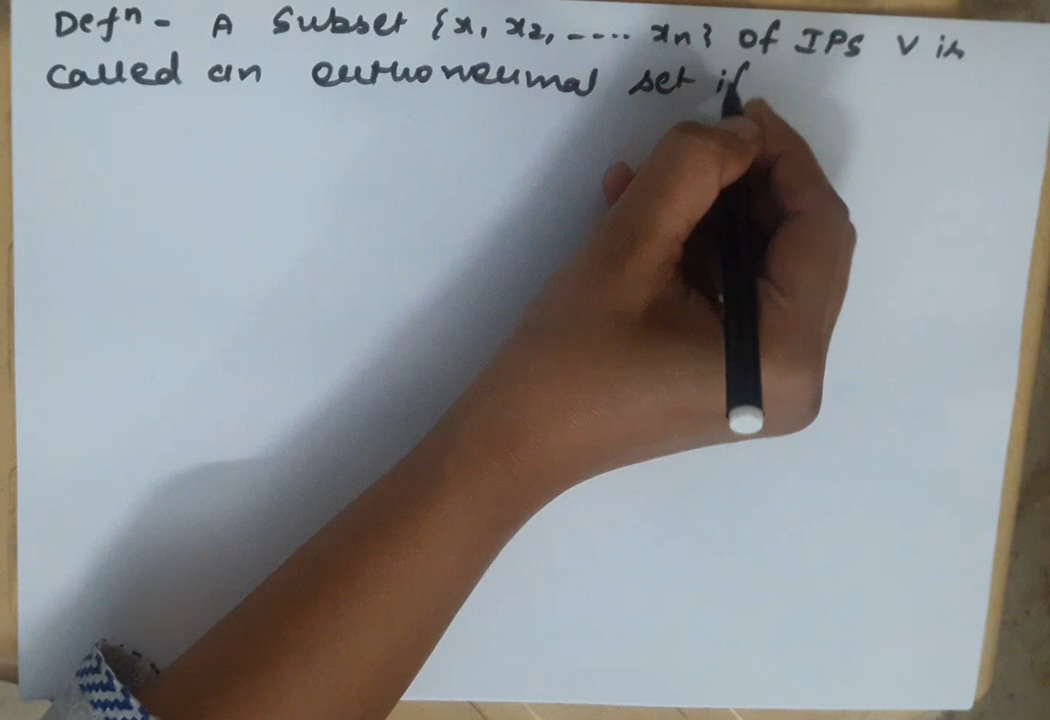 Defⁿ - A Subset {x₁, x₂, ---- xₙ} of IPS V is
called an orthonormal set if